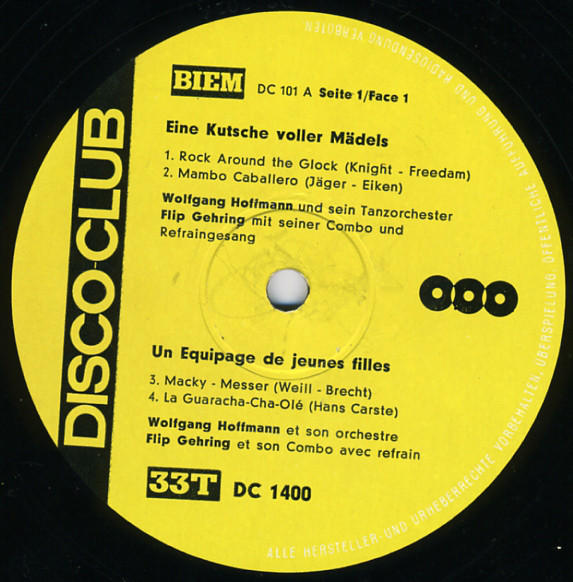 BIEM DC 101 A Seite 1/Face 1
Eine Kutsche voller Mädels
1. Rock Around the Glock (Knight - Freedam)
2. Mambo Caballero (Jäger - Eiken)
Wolfgang Hoffmann und sein Tanzorchester
Flip Gehring mit seiner Combo und
Refraingesang
DISCO-CLUB
Un Equipage de jeunes filles
3. Macky - Messer (Weill - Brecht)
4. La Guaracha-Cha-Olé (Hans Carste)
Wolfgang Hoffmann et son orchestre
Flip Gehring et son Combo avec refrain
33T DC 1400
ALLE HERSTELLER-UND URHEBERRECHTE VORBEHALTEN, ÜBERSPIELUNG, ÖFFENTLICHE AUFFÜHRUNG UND RADIOSENDUNG VERBOTEN